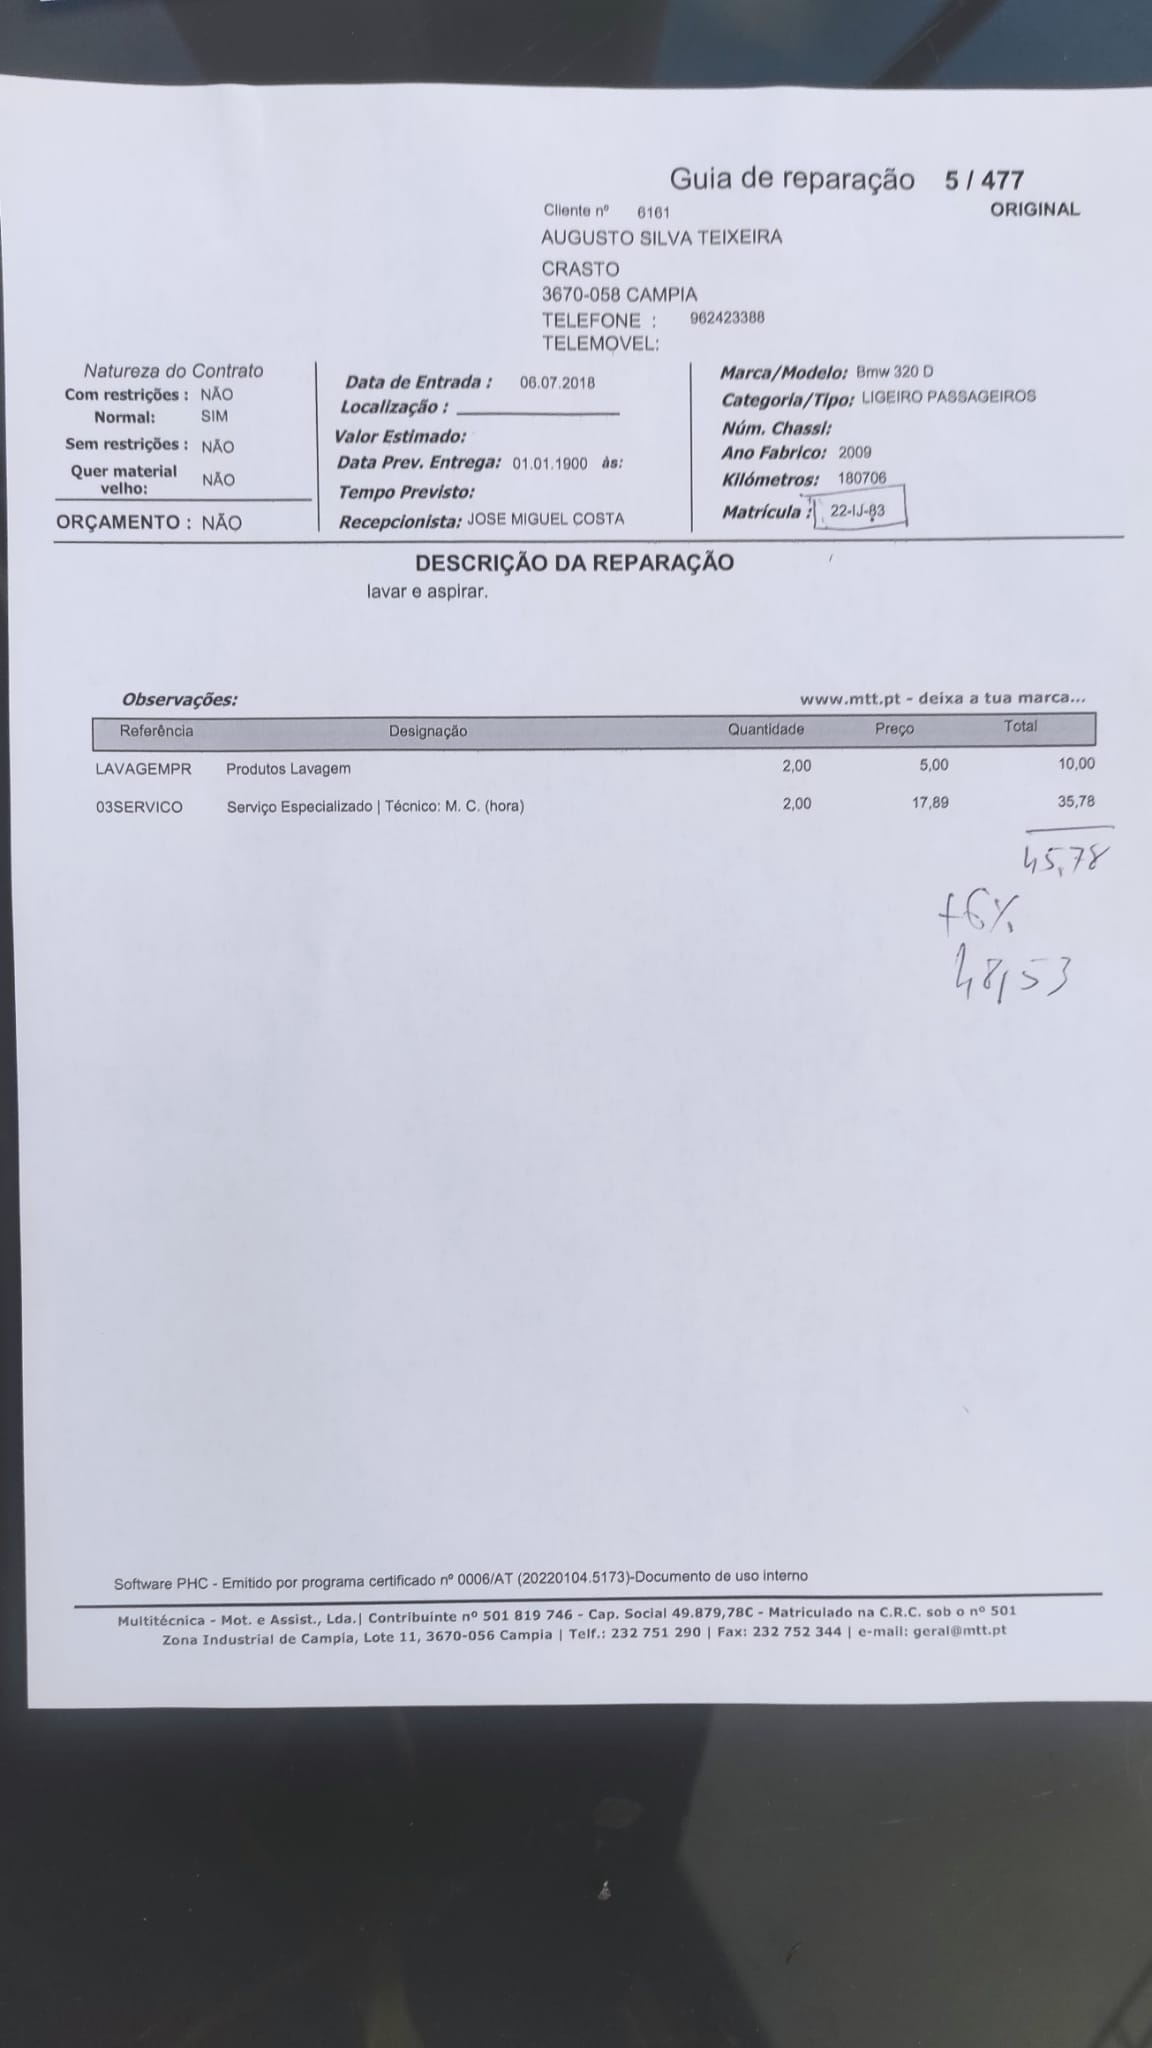 Guia de reparação 5 / 477
ORIGINAL
Cliente nº 6161
AUGUSTO SILVA TEIXEIRA
CRASTO
3670-058 CAMPIA
TELEFONE : 962423388
TELEMOVEL:
Natureza do Contrato
Com restrições : NÃO
Normal: SIM
Sem restrições : NÃO
Quer material velho: NÃO
ORÇAMENTO : NÃO
Data de Entrada : 06.07.2018
Localização :
Valor Estimado:
Data Prev. Entrega: 01.01.1900 às:
Tempo Previsto:
Recepcionista: JOSE MIGUEL COSTA
Marca/Modelo: Bmw 320 D
Categoria/Tipo: LIGEIRO PASSAGEIROS
Núm. Chassi:
Ano Fabrico: 2009
Kilómetros: 180706
Matrícula : 22-IJ-83
DESCRIÇÃO DA REPARAÇÃO
lavar e aspirar.
Observações: www.mtt.pt - deixa a tua marca...
Referência Designação Quantidade Preço Total
LAVAGEMPR Produtos Lavagem 2,00 5,00 10,00
03SERVICO Serviço Especializado | Técnico: M. C. (hora) 2,00 17,89 35,78
45,78
+6%
48,53
Software PHC - Emitido por programa certificado nº 0006/AT (20220104.5173)-Documento de uso interno
Multitécnica - Mot. e Assist., Lda.| Contribuinte nº 501 819 746 - Cap. Social 49.879,78C - Matriculado na C.R.C. sob o nº 501
Zona Industrial de Campia, Lote 11, 3670-056 Campia | Telf.: 232 751 290 | Fax: 232 752 344 | e-mail: geral@mtt.pt